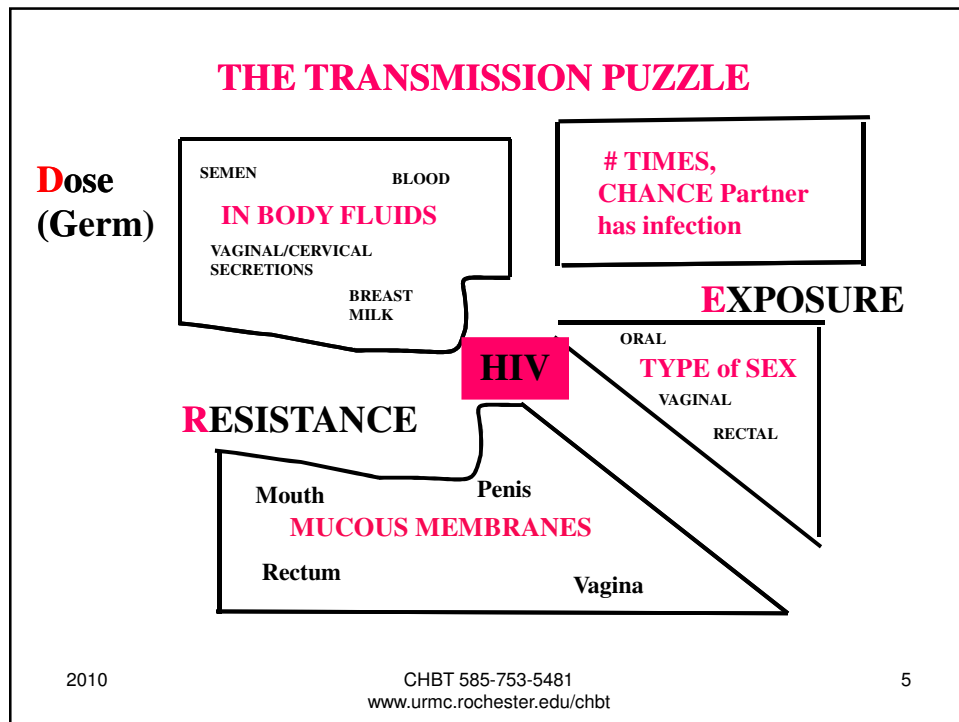 THE TRANSMISSION PUZZLE
Dose
(Germ)
SEMEN
BLOOD
IN BODY FLUIDS
VAGINAL/CERVICAL
SECRETIONS
BREAST
MILK
# TIMES,
CHANCE Partner
has infection
EXPOSURE
ORAL
TYPE of SEX
VAGINAL
RECTAL
HIV
RESISTANCE
Mouth
Penis
MUCOUS MEMBRANES
Rectum
Vagina
2010
CHBT 585-753-5481
www.urmc.rochester.edu/chbt
5